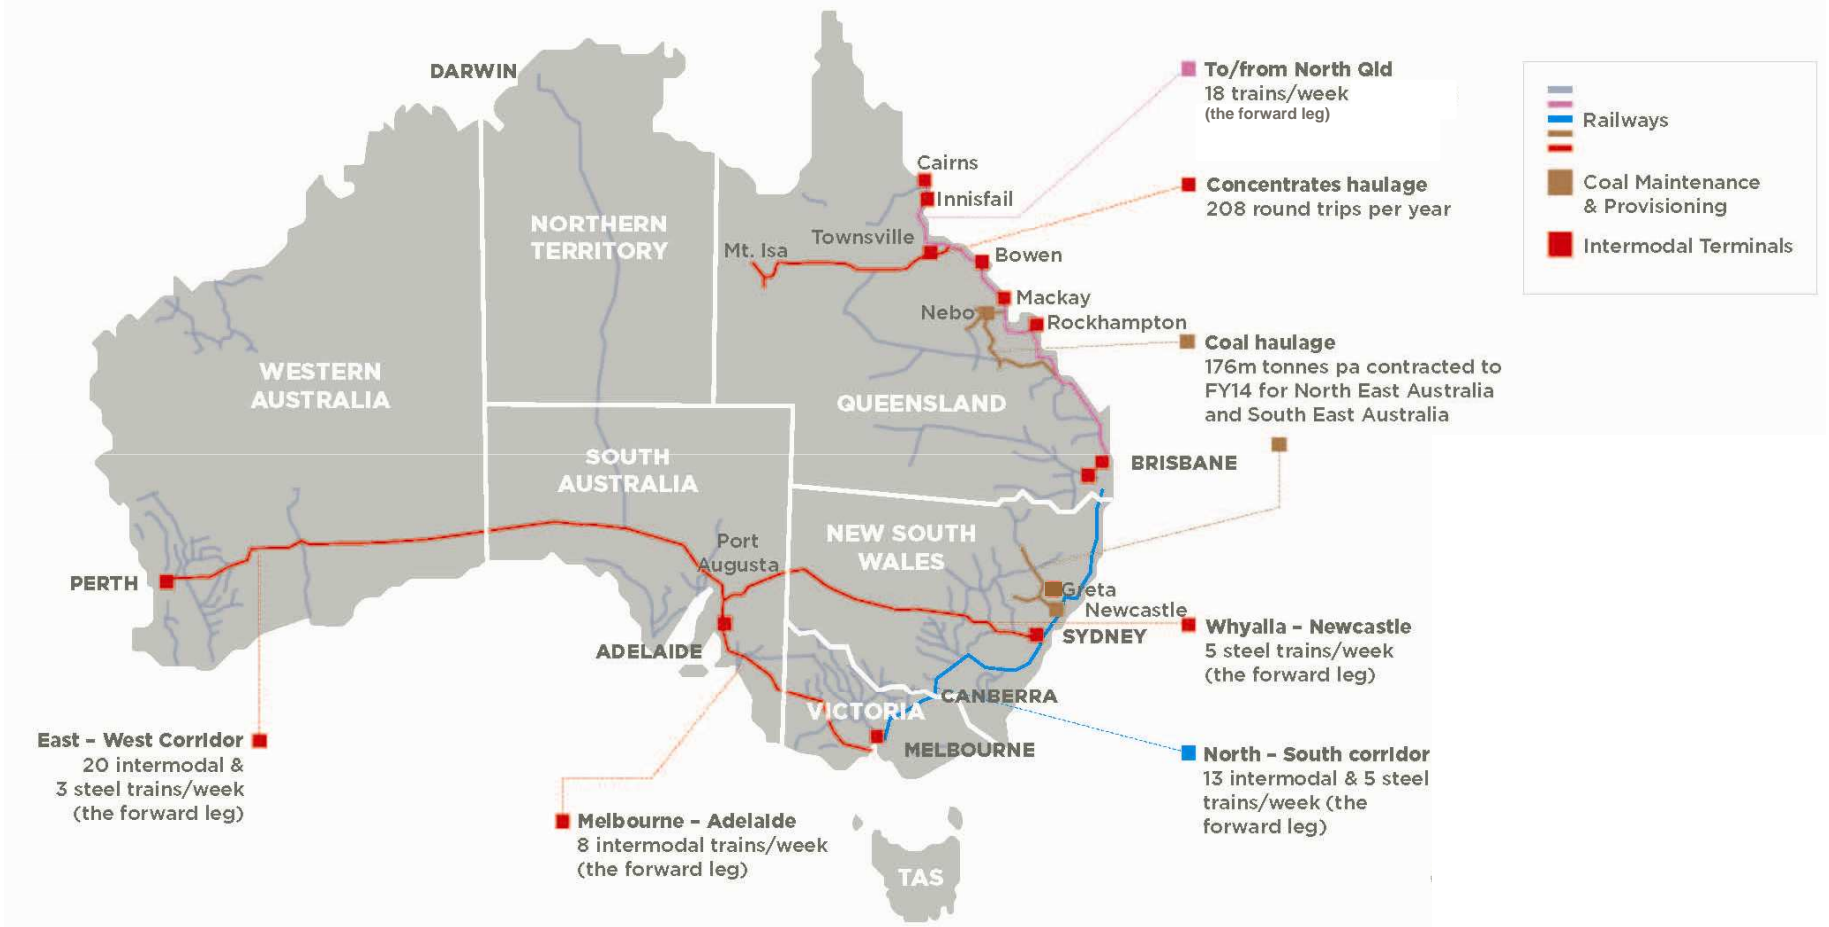 DARWIN
To/from North Qld
18 trains/week
(the forward leg)
Railways
Cairns
Innisfail
Concentrates haulage
208 round trips per year
Coal Maintenance
& Provisioning
Intermodal Terminals
NORTHERN
TERRITORY
Mt. Isa
Townsville
Bowen
Mackay
Nebo
Rockhampton
Coal haulage
176m tonnes pa contracted to
FY14 for North East Australia
and South East Australia
WESTERN
AUSTRALIA
QUEENSLAND
SOUTH
AUSTRALIA
BRISBANE
NEW SOUTH
WALES
Port
Augusta
PERTH
Greta
Newcastle
SYDNEY
Whyalla – Newcastle
5 steel trains/week
(the forward leg)
ADELAIDE
CANBERRA
VICTORIA
MELBOURNE
East – West Corridor
20 intermodal &
3 steel trains/week
(the forward leg)
North – South corridor
13 intermodal & 5 steel
trains/week (the
forward leg)
Melbourne – Adelaide
8 intermodal trains/week
(the forward leg)
TAS